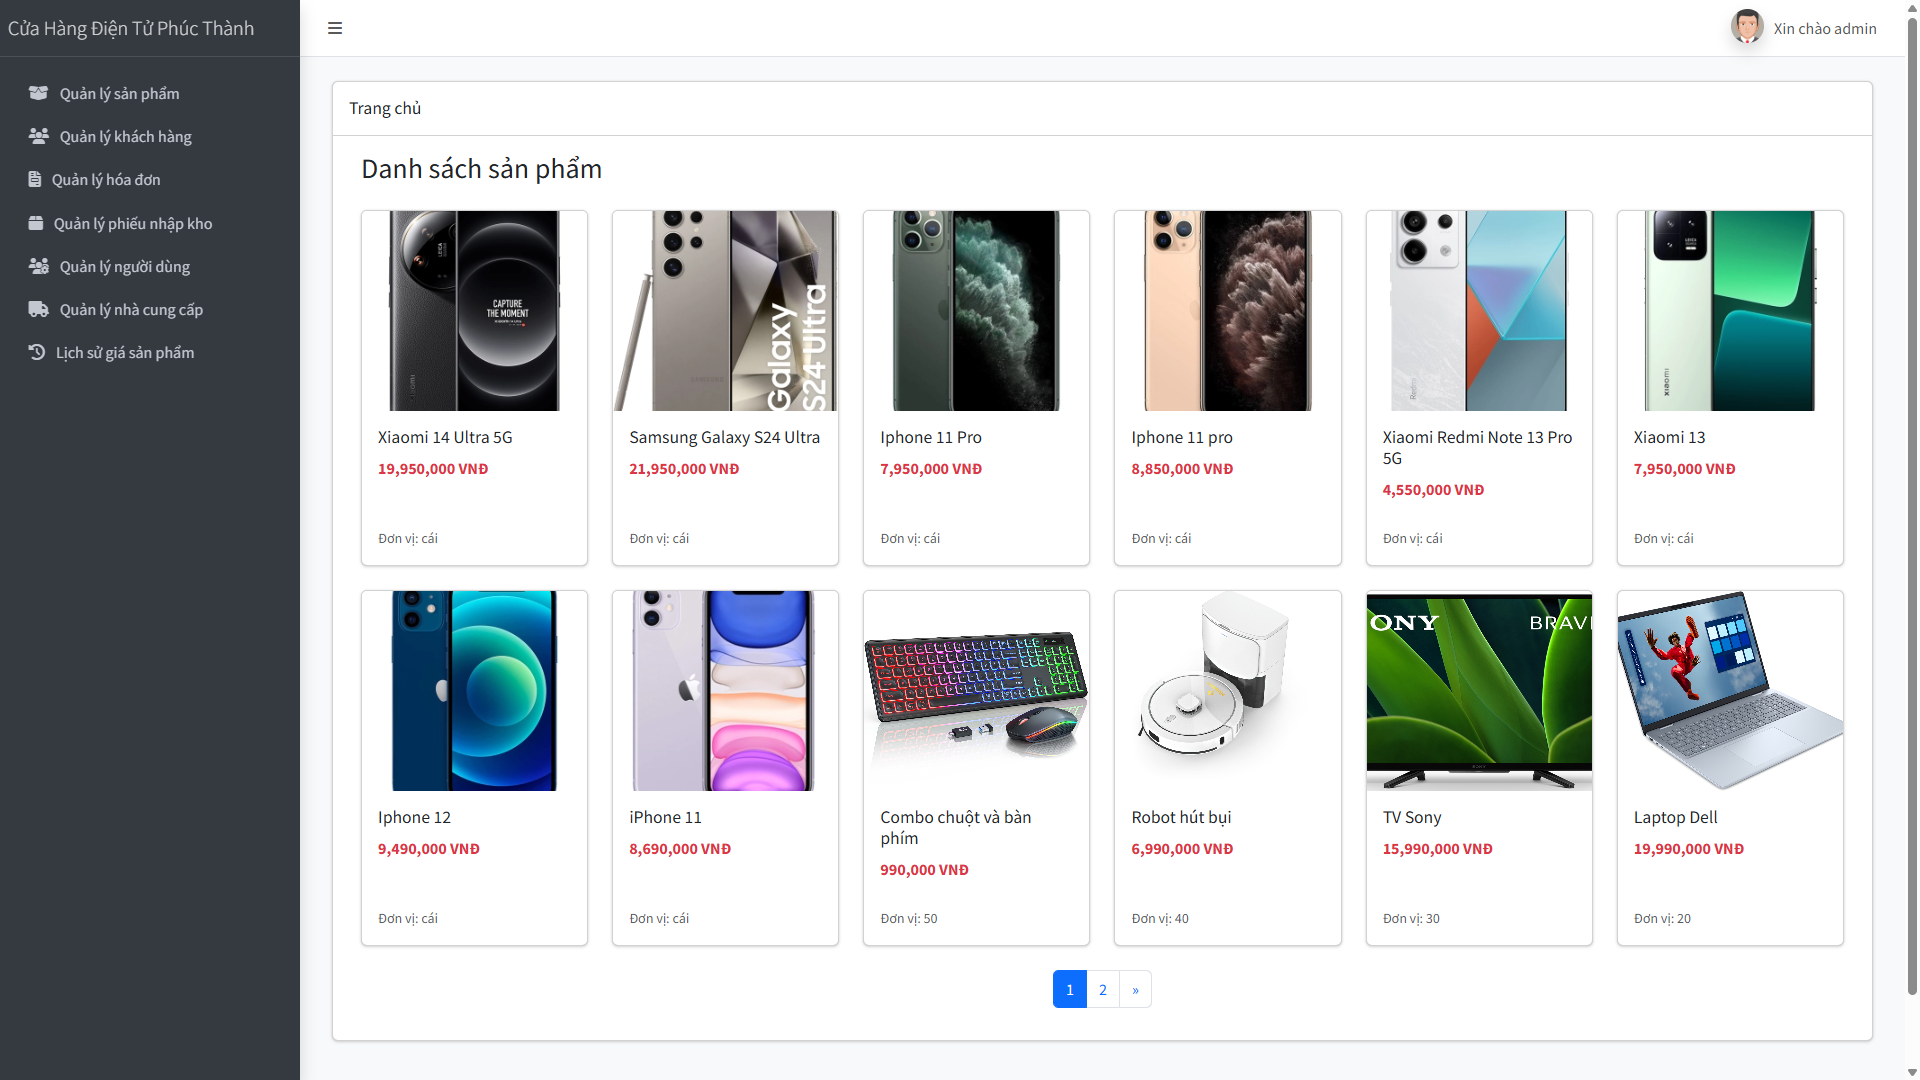 Cửa Hàng Điện Tử Phúc Thành
Xin chào admin
Quản lý sản phẩm
Quản lý khách hàng
Quản lý hóa đơn
Quản lý phiếu nhập kho
Quản lý người dùng
Quản lý nhà cung cấp
Lịch sử giá sản phẩm
Trang chủ
Danh sách sản phẩm
CAPTURE
THE MOMENT
Xiaomi 14 Ultra 5G
19,950,000 VNĐ
Đơn vị: cái
Galaxy
S24 Ultra
Samsung Galaxy S24 Ultra
21,950,000 VNĐ
Đơn vị: cái
Iphone 11 Pro
7,950,000 VNĐ
Đơn vị: cái
Iphone 11 pro
8,850,000 VNĐ
Đơn vị: cái
Redmi
Xiaomi Redmi Note 13 Pro
5G
4,550,000 VNĐ
Đơn vị: cái
xiaomi
Xiaomi 13
7,950,000 VNĐ
Đơn vị: cái
Iphone 12
9,490,000 VNĐ
Đơn vị: cái
iPhone 11
8,690,000 VNĐ
Đơn vị: cái
Combo chuột và bàn
phím
990,000 VNĐ
Đơn vị: 50
Robot hút bụi
6,990,000 VNĐ
Đơn vị: 40
ONY BRAVI
TV Sony
15,990,000 VNĐ
Đơn vị: 30
Laptop Dell
19,990,000 VNĐ
Đơn vị: 20
1 2 »